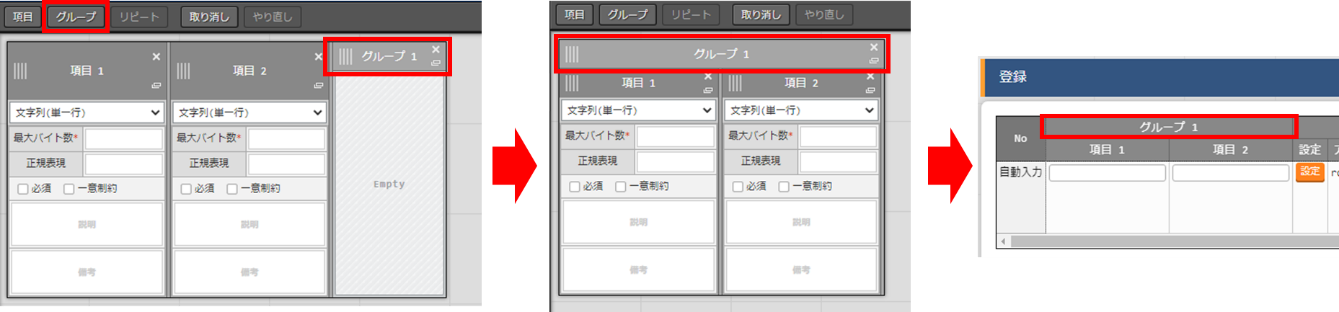 項目 グループ リピート 取り消し やり直し
項目 1 項目 2 グループ 1
文字列(単一行) 文字列(単一行)
最大バイト数* 最大バイト数*
正規表現 正規表現
必須 一意制約 必須 一意制約
Empty
説明 説明
備考 備考
項目 グループ リピート 取り消し やり直し
グループ 1
項目 1 項目 2
文字列(単一行) 文字列(単一行)
最大バイト数* 最大バイト数*
正規表現 正規表現
必須 一意制約 必須 一意制約
説明 説明
備考 備考
登録
No グループ 1
項目 1 項目 2 設定
自動入力 設定